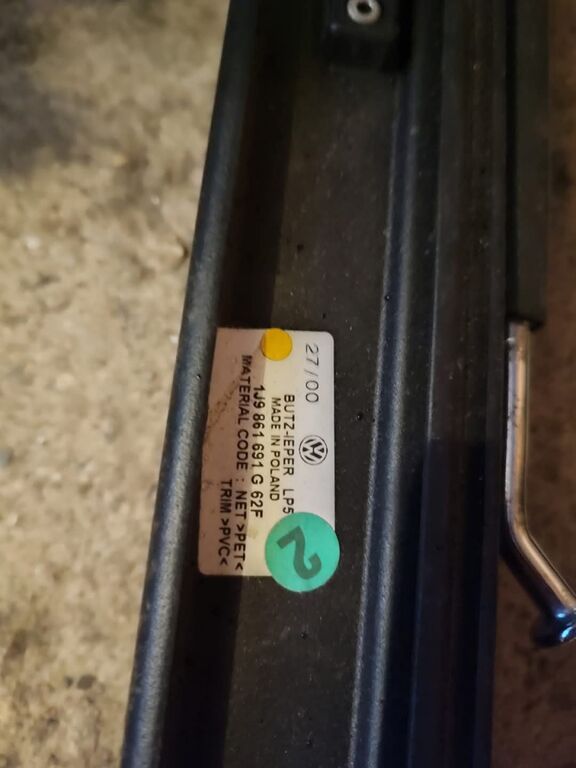 27/00
BUTZ-IEPER LP5
MADE IN POLAND
1J9 861 691 G 62F
MATERIAL CODE : NET >PET<
TRIM >PVC<
2